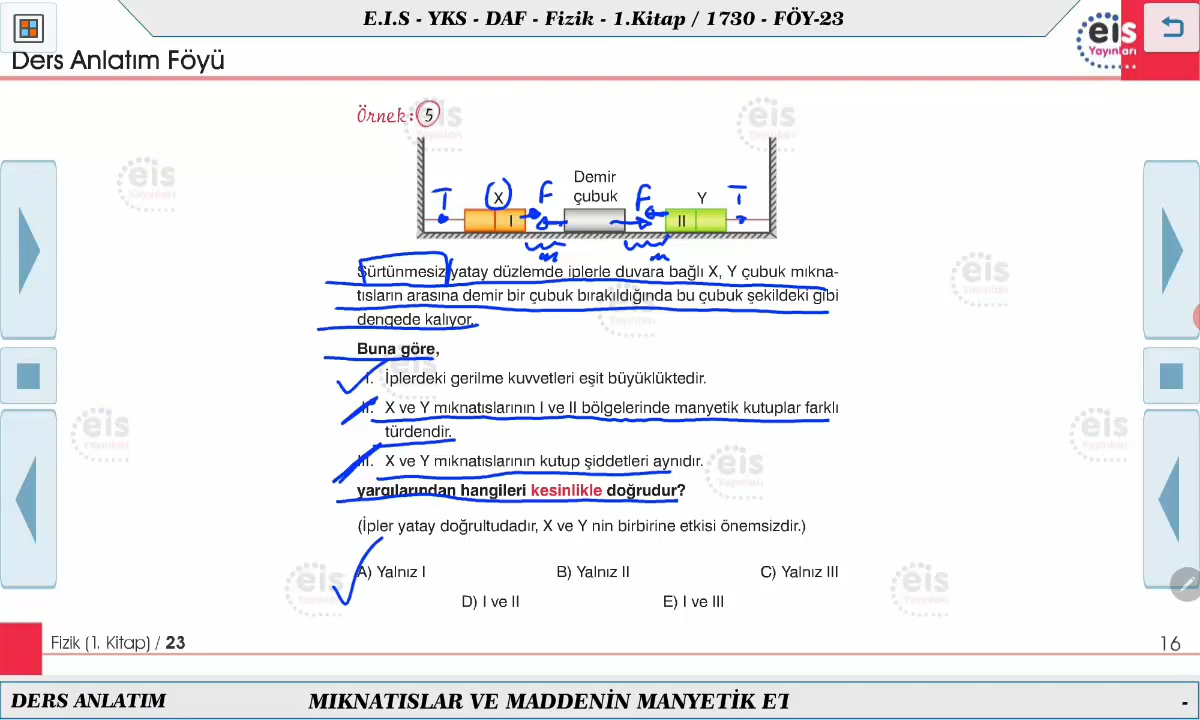 E.I.S - YKS - DAF - Fizik - 1.Kitap / 1730 - FÖY-23
eis
Yayınları
Ders Anlatım Föyü
Örnek: 5
Demir
çubuk
X
Y
T
F
F
T
I
II
m
m
Sürtünmesiz yatay düzlemde iplerle duvara bağlı X, Y çubuk mıkna-
tısların arasına demir bir çubuk bırakıldığında bu çubuk şekildeki gibi
dengede kalıyor.
Buna göre,
I. İplerdeki gerilme kuvvetleri eşit büyüklüktedir.
II. X ve Y mıknatıslarının I ve II bölgelerinde manyetik kutuplar farklı
türdendir.
III. X ve Y mıknatıslarının kutup şiddetleri aynıdır.
yargılarından hangileri kesinlikle doğrudur?
(İpler yatay doğrultudadır, X ve Y nin birbirine etkisi önemsizdir.)
A) Yalnız I B) Yalnız II C) Yalnız III
D) I ve II E) I ve III
Fizik (1. Kitap) / 23
16
DERS ANLATIM MIKNATISLAR VE MADDENİN MANYETİK
-